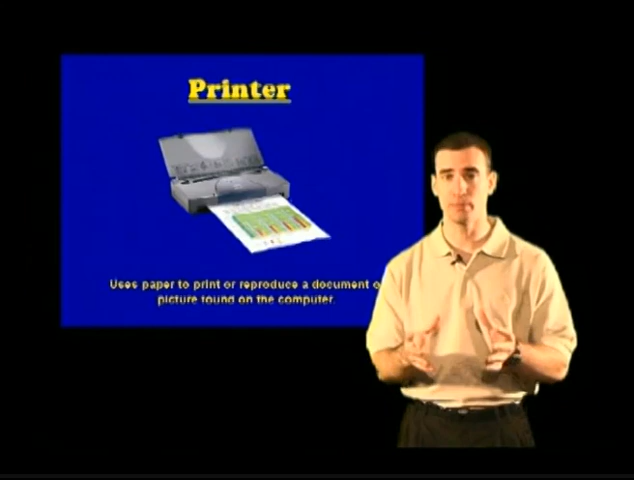 Printer
Uses paper to print or reproduce a document o
picture found on the computer.